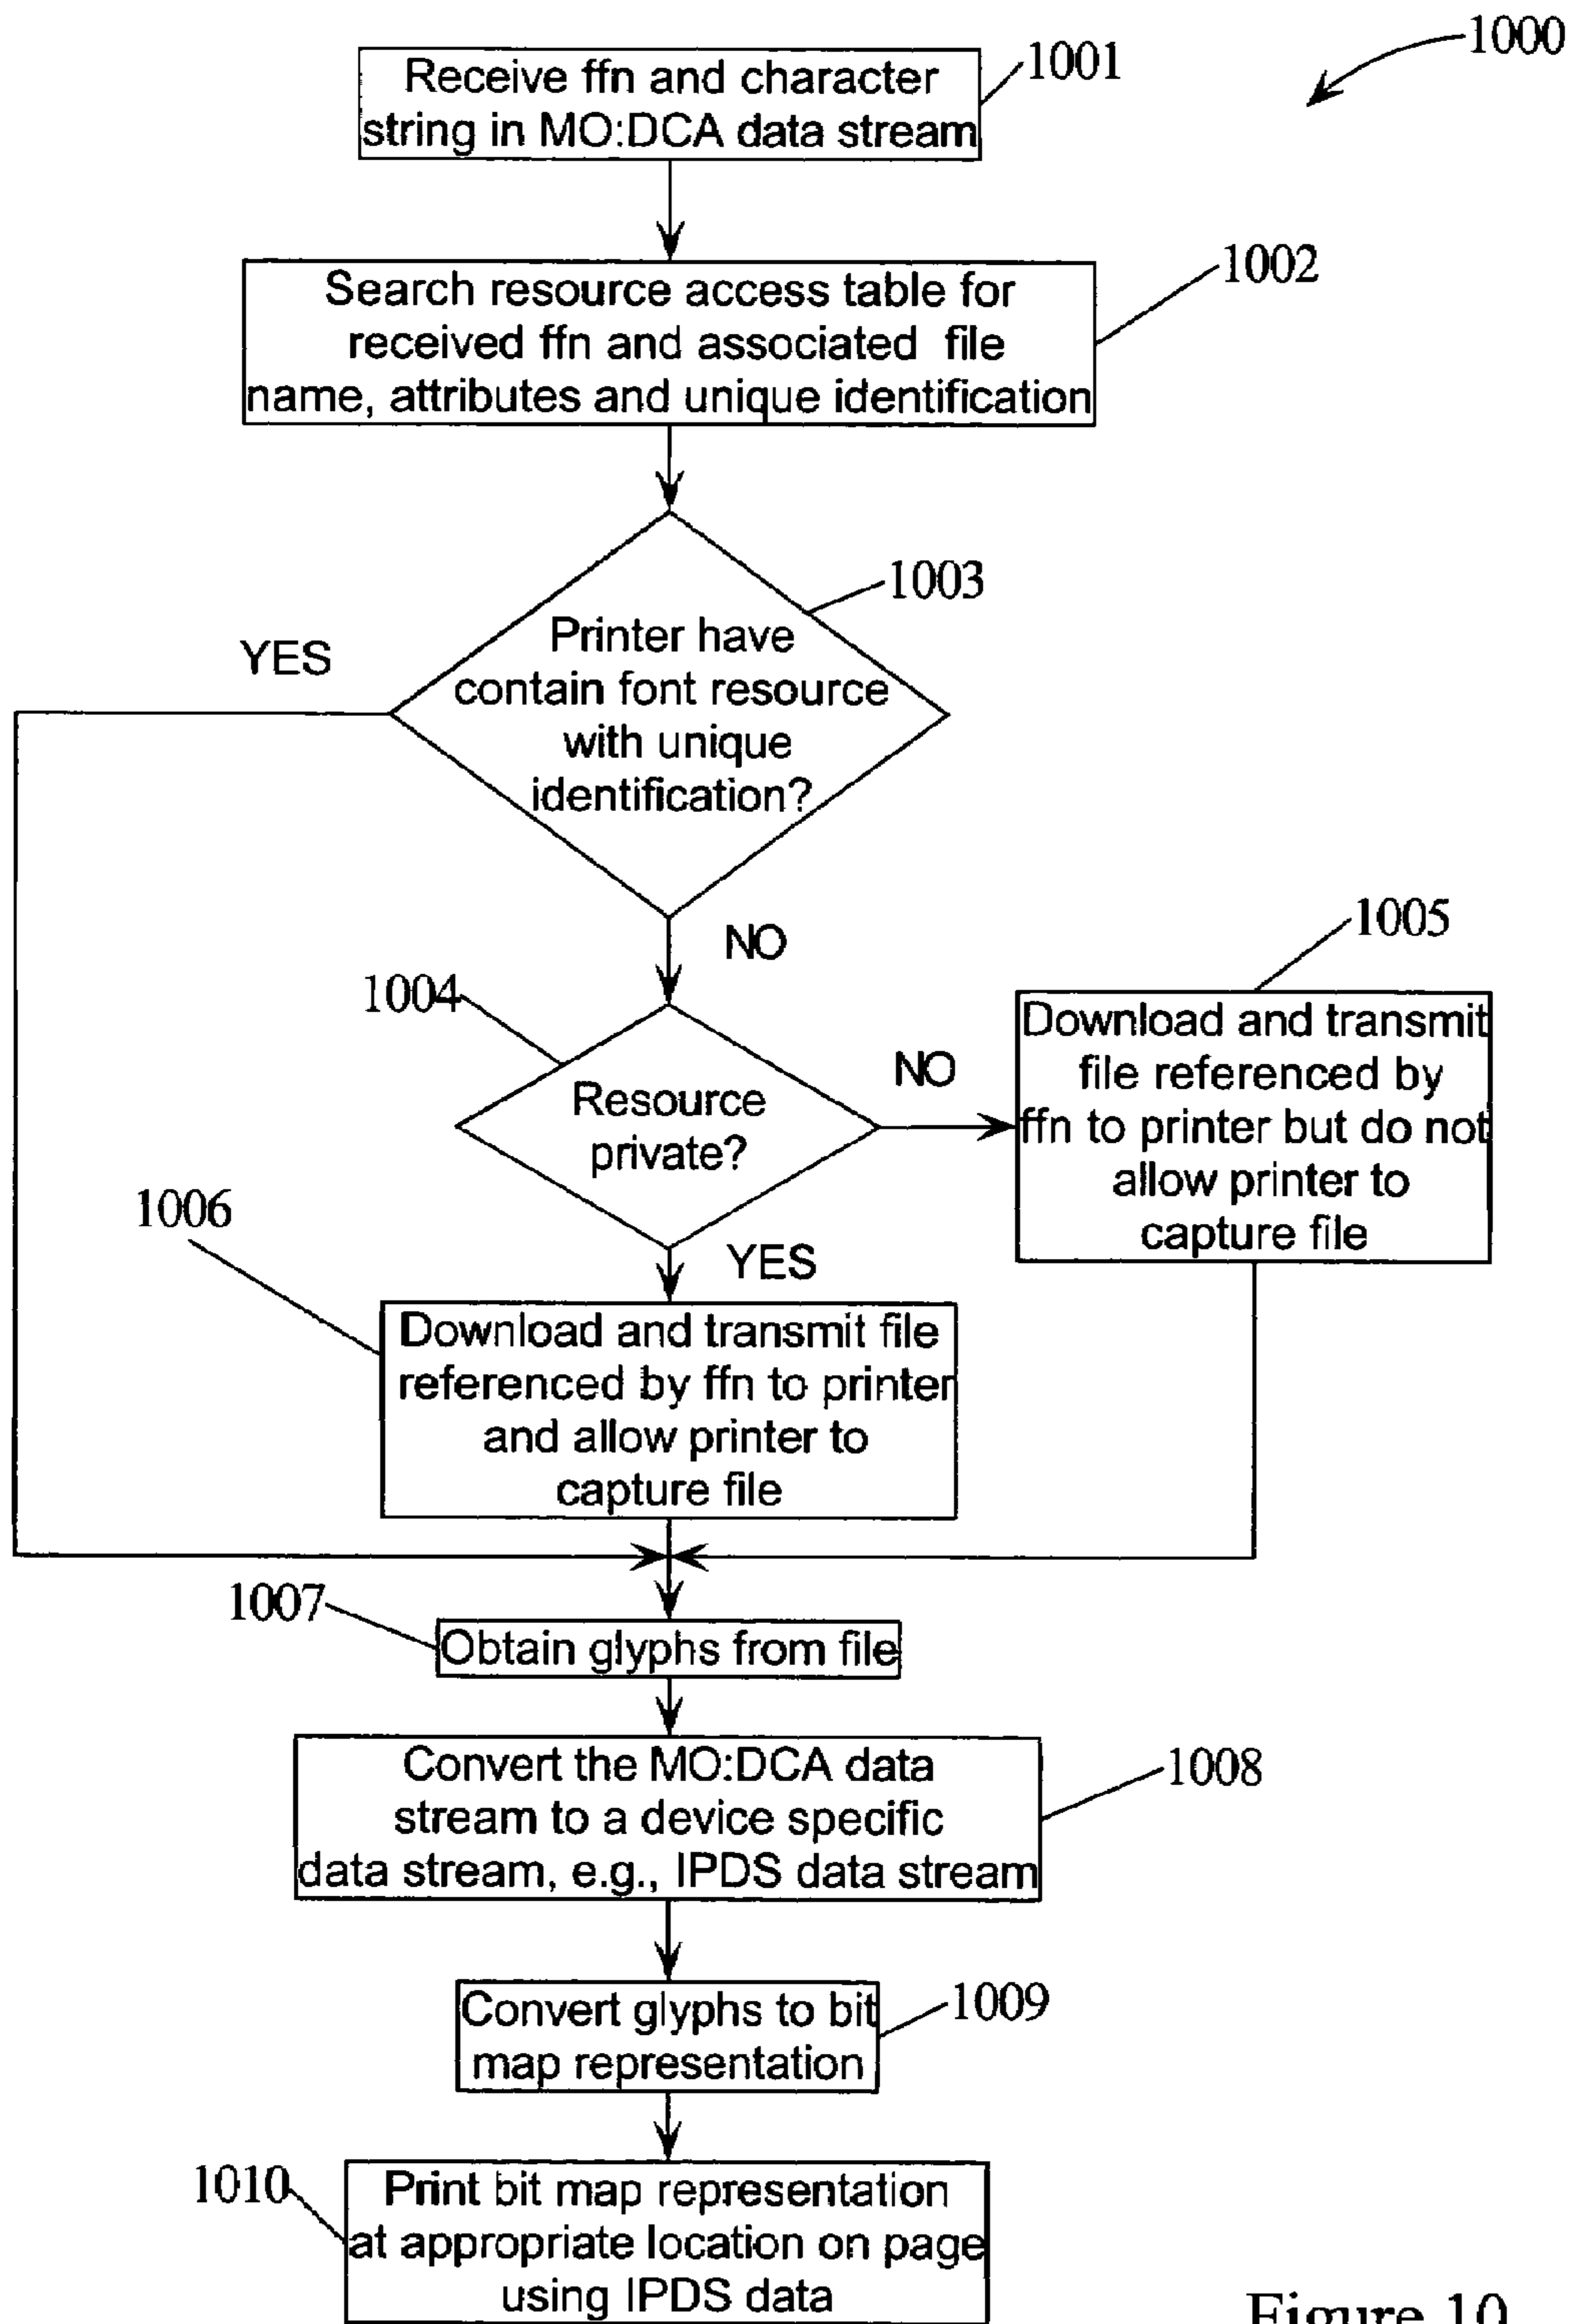 1000
Receive ffn and character
string in MO:DCA data stream
1001
Search resource access table for
received ffn and associated file
name, attributes and unique identification
1002
Printer have
contain font resource
with unique
identification?
1003
YES
NO
1004
Resource
private?
NO
YES
1005
Download and transmit
file referenced by
ffn to printer but do not
allow printer to
capture file
1006
Download and transmit file
referenced by ffn to printer
and allow printer to
capture file
1007
Obtain glyphs from file
Convert the MO:DCA data
stream to a device specific
data stream, e.g., IPDS data stream
1008
Convert glyphs to bit
map representation
1009
1010
Print bit map representation
at appropriate location on page
using IPDS data
Figure 10